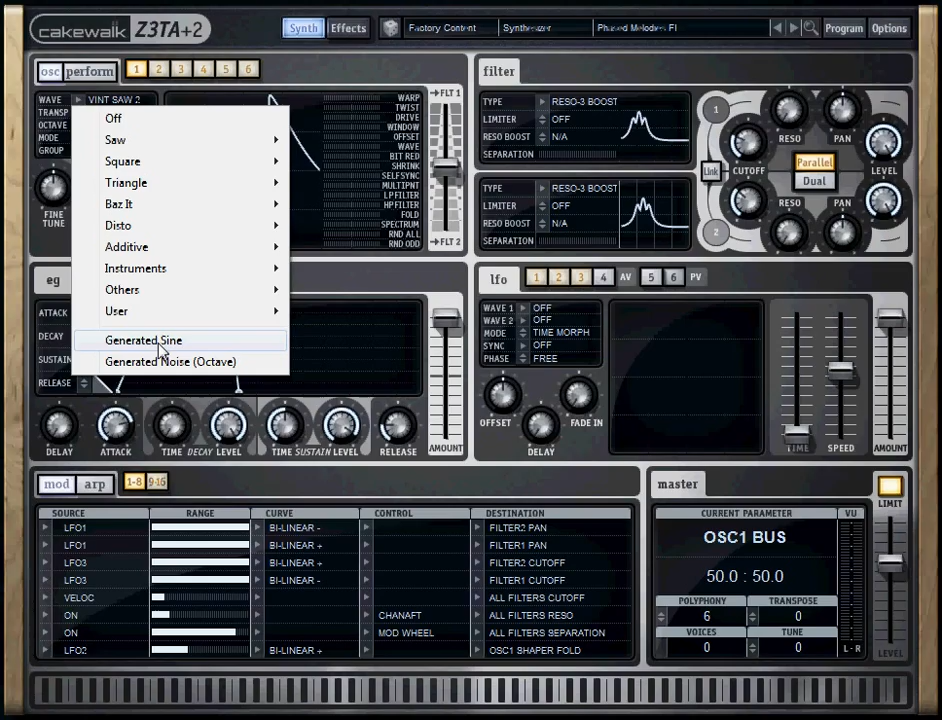 cakewalk Z3TA+2
Synth Effects
Factory Content Synthesizer Phased Melodies FI
Program Options
osc perform 1 2 3 4 5 6
WAVE VINT SAW 2
TRANSP
OCTAVE
MODE
GROUP
FINE
TUNE
Off
Saw
Square
Triangle
Baz It
Disto
Additive
Instruments
Others
User
Generated Sine
Generated Noise (Octave)
FLT 1
WARP
TWIST
DRIVE
WINDOW
OFFSET
WAVE
BIT RED
SHRINK
SELFSYNC
MULTIPNT
LPFILTER
HPFILTER
FOLD
SPECTRUM
RND ALL
RND ODD
FLT 2
filter
TYPE RESO-3 BOOST
LIMITER OFF
RESO BOOST N/A
SEPARATION
TYPE RESO-3 BOOST
LIMITER OFF
RESO BOOST N/A
SEPARATION
1
Link
2
RESO PAN
CUTOFF
Parallel
Dual
LEVEL
RESO PAN
eg
ATTACK
DECAY
SUSTAIN
RELEASE
DELAY ATTACK TIME DECAY LEVEL TIME SUSTAIN LEVEL RELEASE AMOUNT
lfo 1 2 3 4 AV 5 6 PV
WAVE 1 OFF
WAVE 2 OFF
MODE TIME MORPH
SYNC OFF
PHASE FREE
OFFSET FADE IN
DELAY
TIME SPEED AMOUNT
mod arp 1-8 9-16
SOURCE RANGE CURVE CONTROL DESTINATION
LFO1 BI-LINEAR - FILTER2 PAN
LFO1 BI-LINEAR + FILTER1 PAN
LFO3 BI-LINEAR + FILTER2 CUTOFF
LFO3 BI-LINEAR - FILTER1 CUTOFF
VELOC ALL FILTERS CUTOFF
ON CHANAFT ALL FILTERS RESO
ON MOD WHEEL ALL FILTERS SEPARATION
LFO2 BI-LINEAR + OSC1 SHAPER FOLD
master
CURRENT PARAMETER VU
OSC1 BUS
50.0 : 50.0
POLYPHONY TRANSPOSE
6 0
VOICES TUNE
0 0
L - R
LIMIT
LEVEL